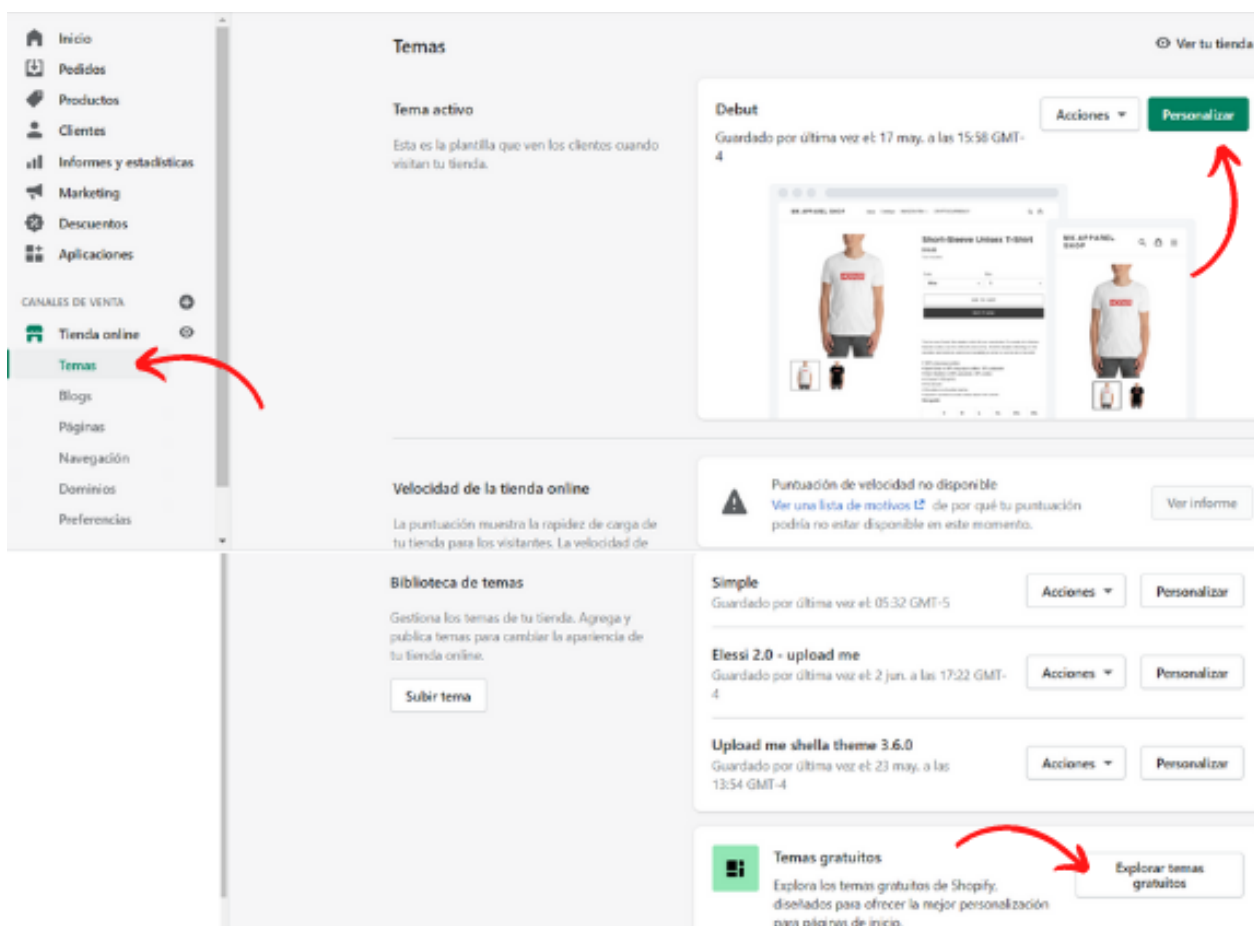 Inicio
Pedidos
Productos
Clientes
Informes y estadísticas
Marketing
Descuentos
Aplicaciones
CANALES DE VENTA
Tienda online
Temas
Blogs
Páginas
Navegación
Dominios
Preferencias
Temas
Ver tu tienda
Tema activo
Esta es la plantilla que ven los clientes cuando
visitan tu tienda.
Debut
Guardado por última vez el: 17 may. a las 15:58 GMT-
4
Acciones
Personalizar
Short-Sleeve Unisex T-Shirt
Velocidad de la tienda online
La puntuación muestra la rapidez de carga de
tu tienda para los visitantes. La velocidad de
Puntuación de velocidad no disponible
Ver una lista de motivos de por qué tu puntuación
podría no estar disponible en este momento.
Ver informe
Biblioteca de temas
Gestiona los temas de tu tienda. Agrega y
publica temas para cambiar la apariencia de
tu tienda online.
Subir tema
Simple
Guardado por última vez el: 05:32 GMT-5
Acciones
Personalizar
Elessi 2.0 - upload me
Guardado por última vez el: 2 jun. a las 17:22 GMT-
4
Acciones
Personalizar
Upload me shella theme 3.6.0
Guardado por última vez el: 23 may. a las
13:54 GMT-4
Acciones
Personalizar
Temas gratuitos
Explora los temas gratuitos de Shopify,
diseñados para ofrecer la mejor personalización
para páginas de inicio.
Explorar temas
gratuitos